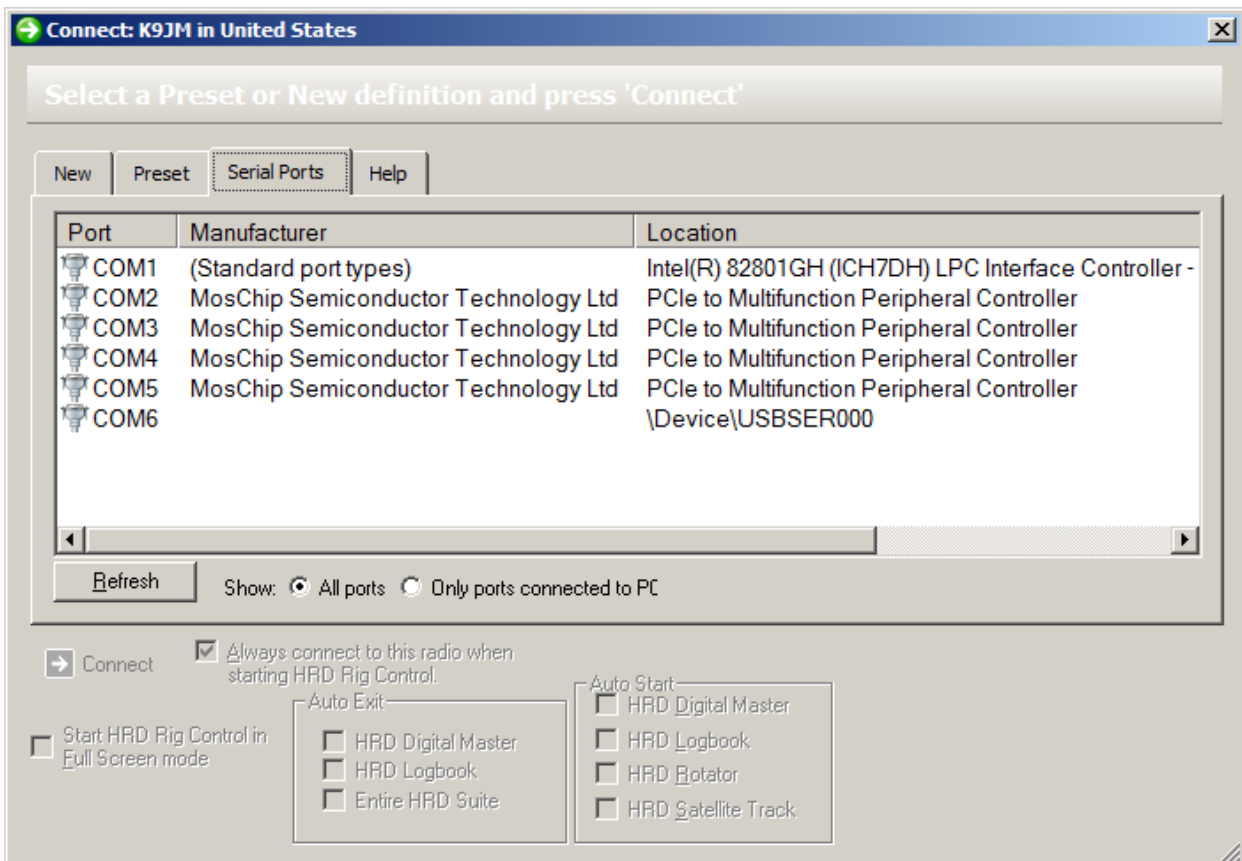 Connect: K9JM in United States
Select a Preset or New definition and press 'Connect'
New Preset Serial Ports Help
Port Manufacturer Location
COM1 (Standard port types) Intel(R) 82801GH (ICH7DH) LPC Interface Controller -
COM2 MosChip Semiconductor Technology Ltd PCIe to Multifunction Peripheral Controller
COM3 MosChip Semiconductor Technology Ltd PCIe to Multifunction Peripheral Controller
COM4 MosChip Semiconductor Technology Ltd PCIe to Multifunction Peripheral Controller
COM5 MosChip Semiconductor Technology Ltd PCIe to Multifunction Peripheral Controller
COM6 \Device\USBSER000
Refresh Show: All ports Only ports connected to PC
Connect
Always connect to this radio when
starting HRD Rig Control.
Start HRD Rig Control in
Full Screen mode
Auto Exit
HRD Digital Master
HRD Logbook
Entire HRD Suite
Auto Start
HRD Digital Master
HRD Logbook
HRD Rotator
HRD Satellite Track